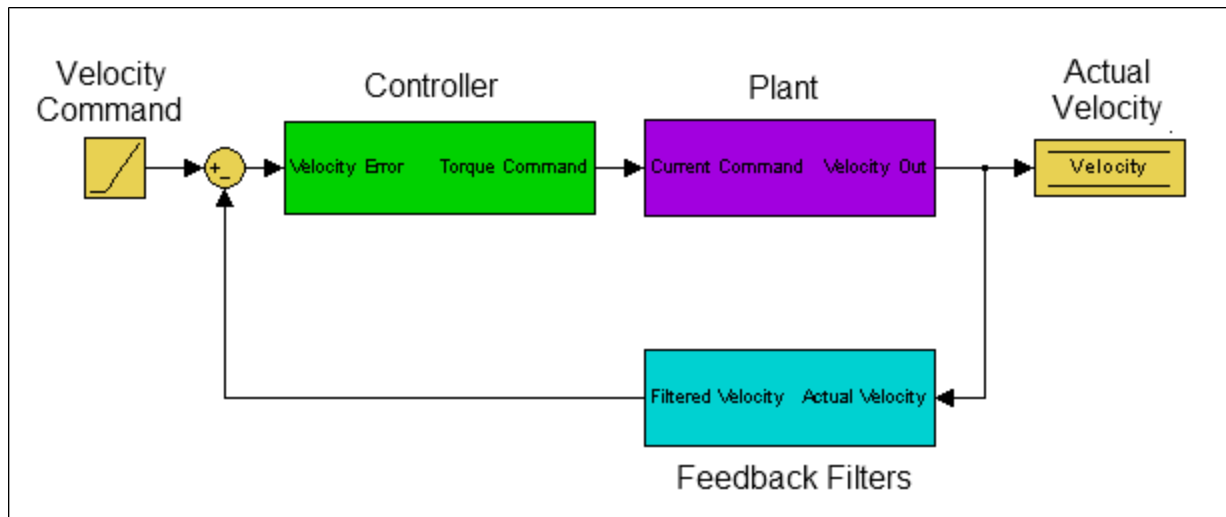 Velocity
Command
Controller
Plant
Actual
Velocity
+
-
Velocity Error
Torque Command
Current Command
Velocity Out
Velocity
Filtered Velocity
Actual Velocity
Feedback Filters